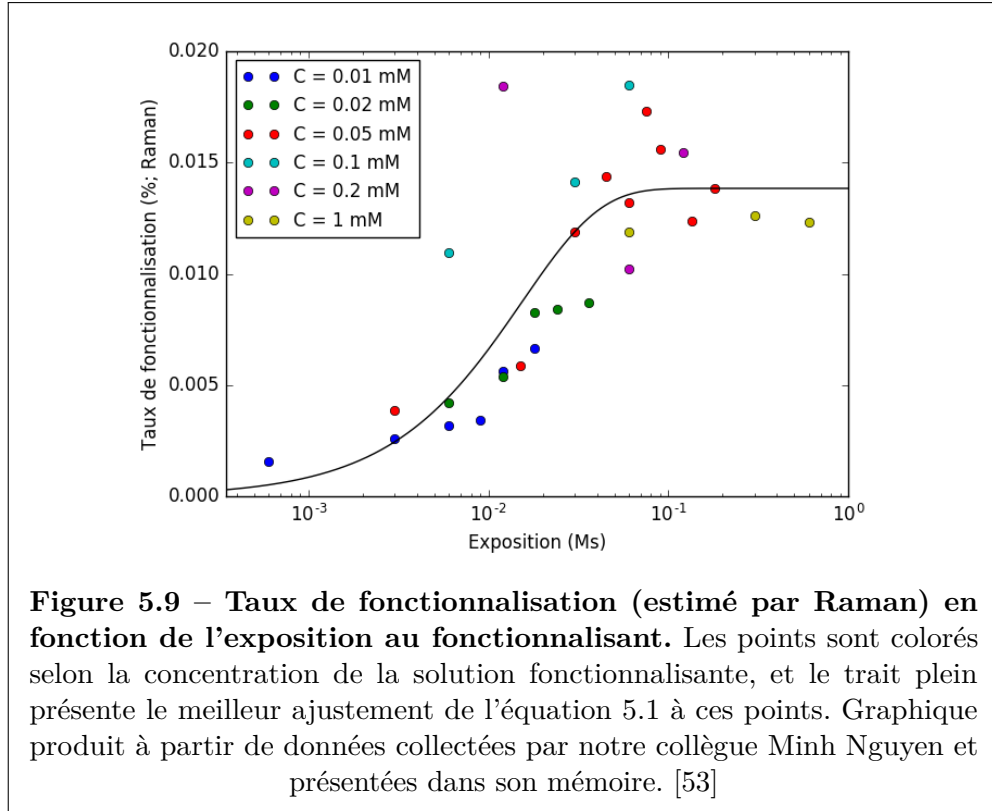 0.020
0.015
0.010
0.005
0.000
Taux de fonctionnalisation (%; Raman)
C = 0.01 mM
C = 0.02 mM
C = 0.05 mM
C = 0.1 mM
C = 0.2 mM
C = 1 mM
10⁻³ 10⁻² 10⁻¹ 10⁰
Exposition (Ms)
Figure 5.9 – Taux de fonctionnalisation (estimé par Raman) en
fonction de l'exposition au fonctionnalisant. Les points sont colorés
selon la concentration de la solution fonctionnalisante, et le trait plein
présente le meilleur ajustement de l'équation 5.1 à ces points. Graphique
produit à partir de données collectées par notre collègue Minh Nguyen et
présentées dans son mémoire. [53]